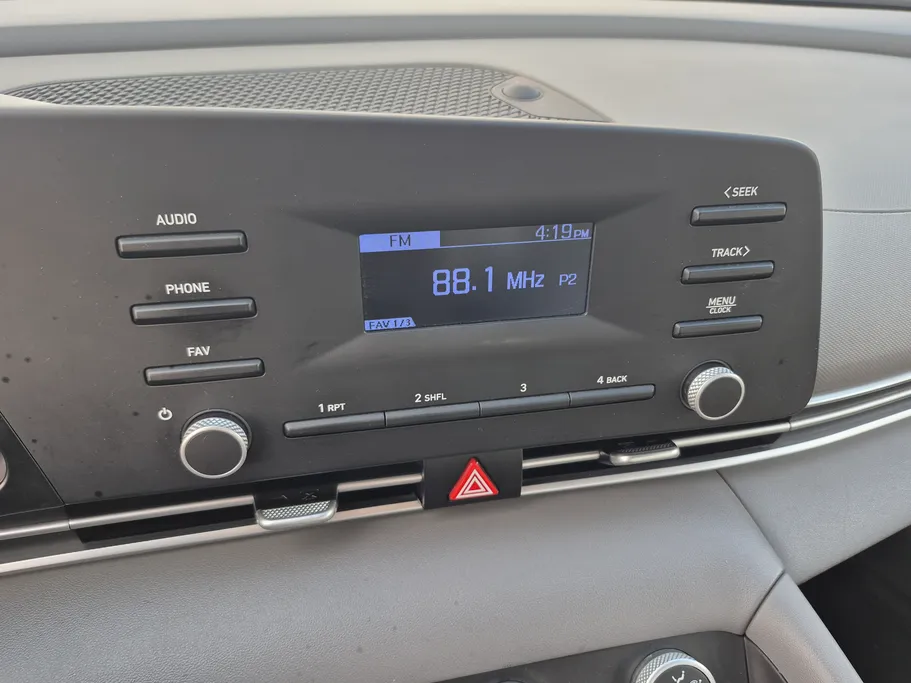 AUDIO
PHONE
FAV
FM 4:19PM
88.1 MHz P2
FAV 1/3
<SEEK
TRACK>
MENU
CLOCK
1 RPT 2 SHFL 3 4 BACK